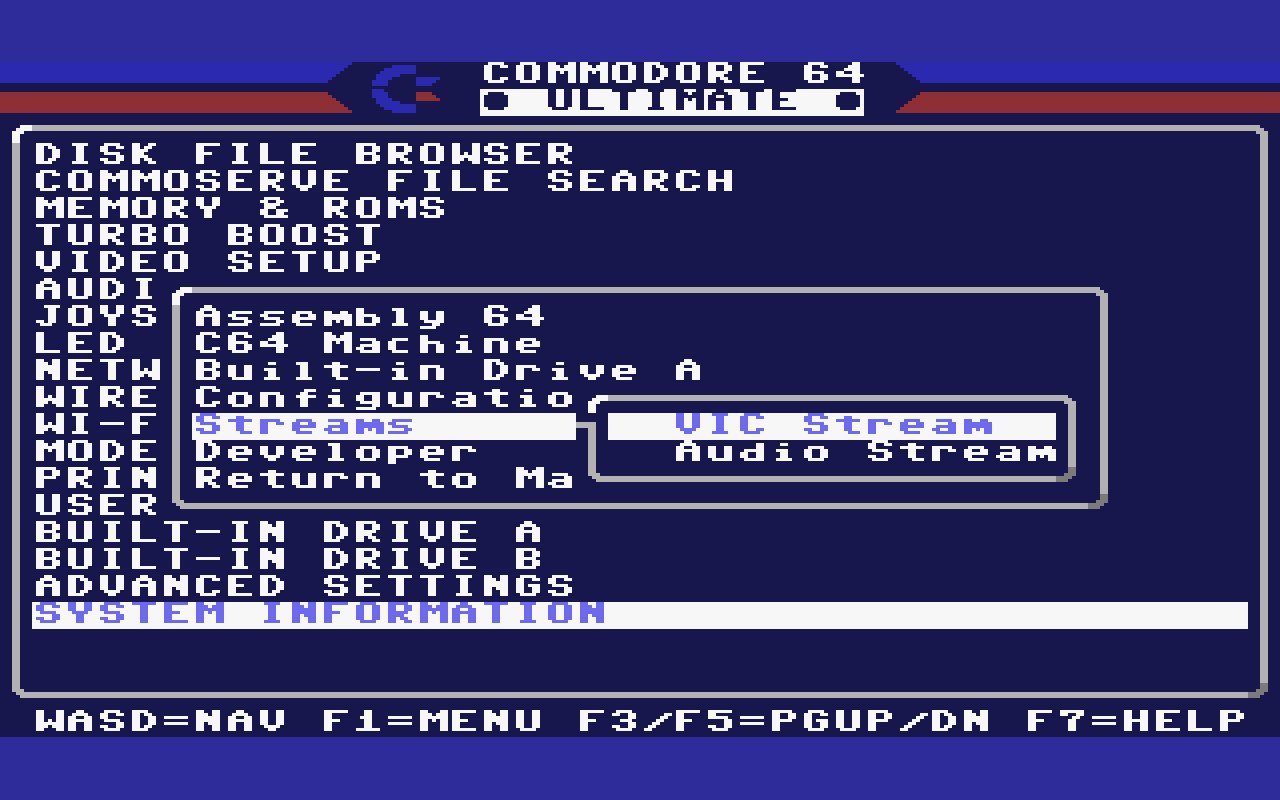 COMMODORE 64
ULTIMATE
DISK FILE BROWSER
COMMOSERVE FILE SEARCH
MEMORY & ROMS
TURBO BOOST
VIDEO SETUP
AUDI
JOYS
LED
NETW
WIRE
WI-F
MODE
PRIN
USER
BUILT-IN DRIVE A
BUILT-IN DRIVE B
ADVANCED SETTINGS
SYSTEM INFORMATION
Assembly 64
C64 Machine
Built-in Drive A
Configuratio
Streams
Developer
Return to Ma
VIC Stream
Audio Stream
WASD=NAV F1=MENU F3/F5=PGUP/DN F7=HELP